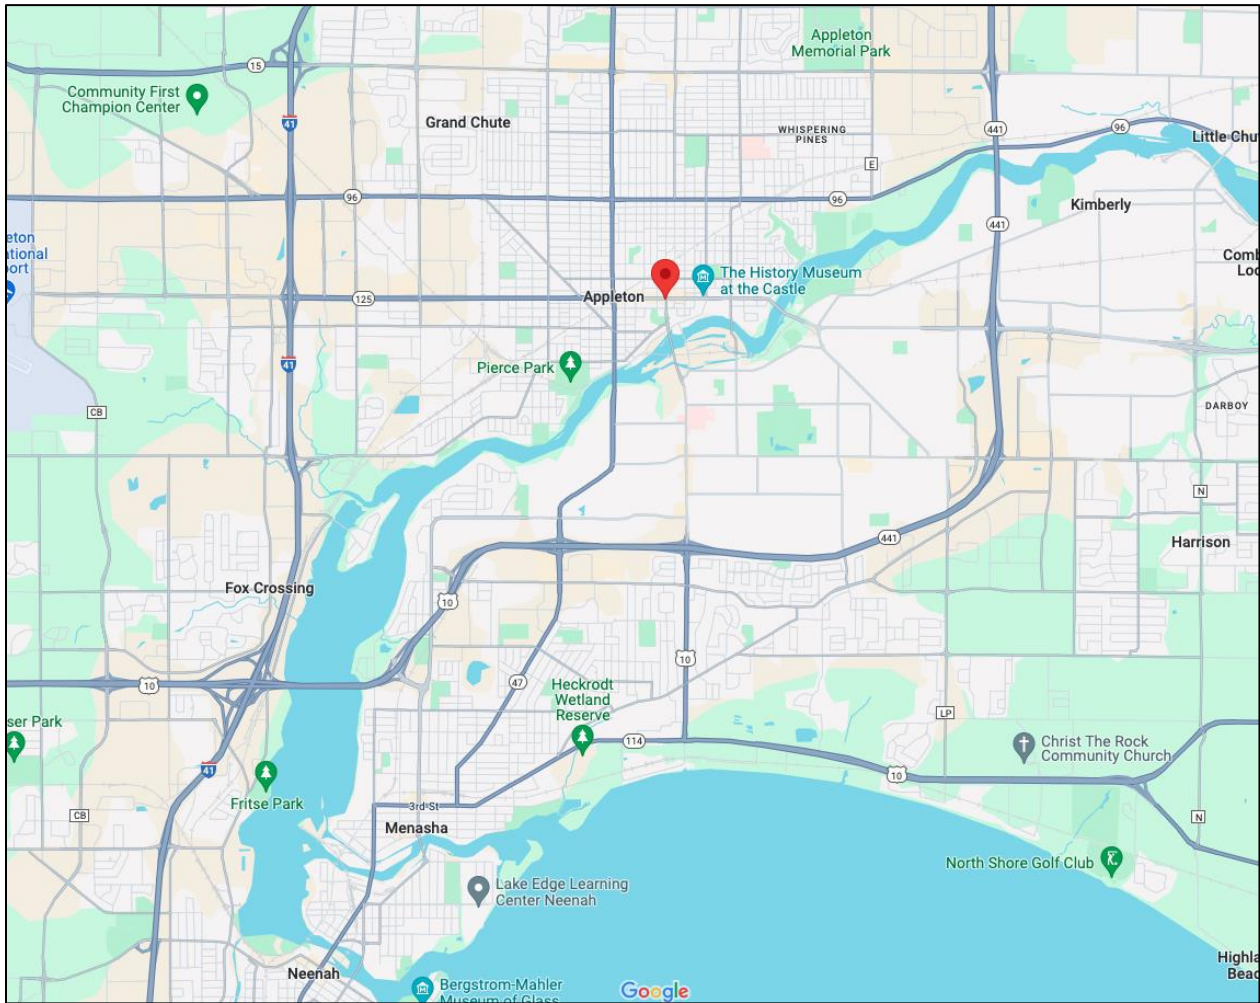 Appleton
Memorial Park
15
Community First
Champion Center
41
Grand Chute
WHISPERING
PINES
441
96
Little Chu
E
96
96
Kimberly
441
eton
ational
port
Comb
Loc
The History Museum
at the Castle
125
Appleton
41
Pierce Park
CB
DARBOY
N
441
Harrison
Fox Crossing
10
10
10
47
Heckrodt
Wetland
Reserve
LP
ser Park
114
Christ The Rock
Community Church
41
10
Fritse Park
3rd St
CB
Menasha
N
North Shore Golf Club
Lake Edge Learning
Center Neenah
Highla
Beac
Neenah
Bergstrom-Mahler
Museum of Glass
Google